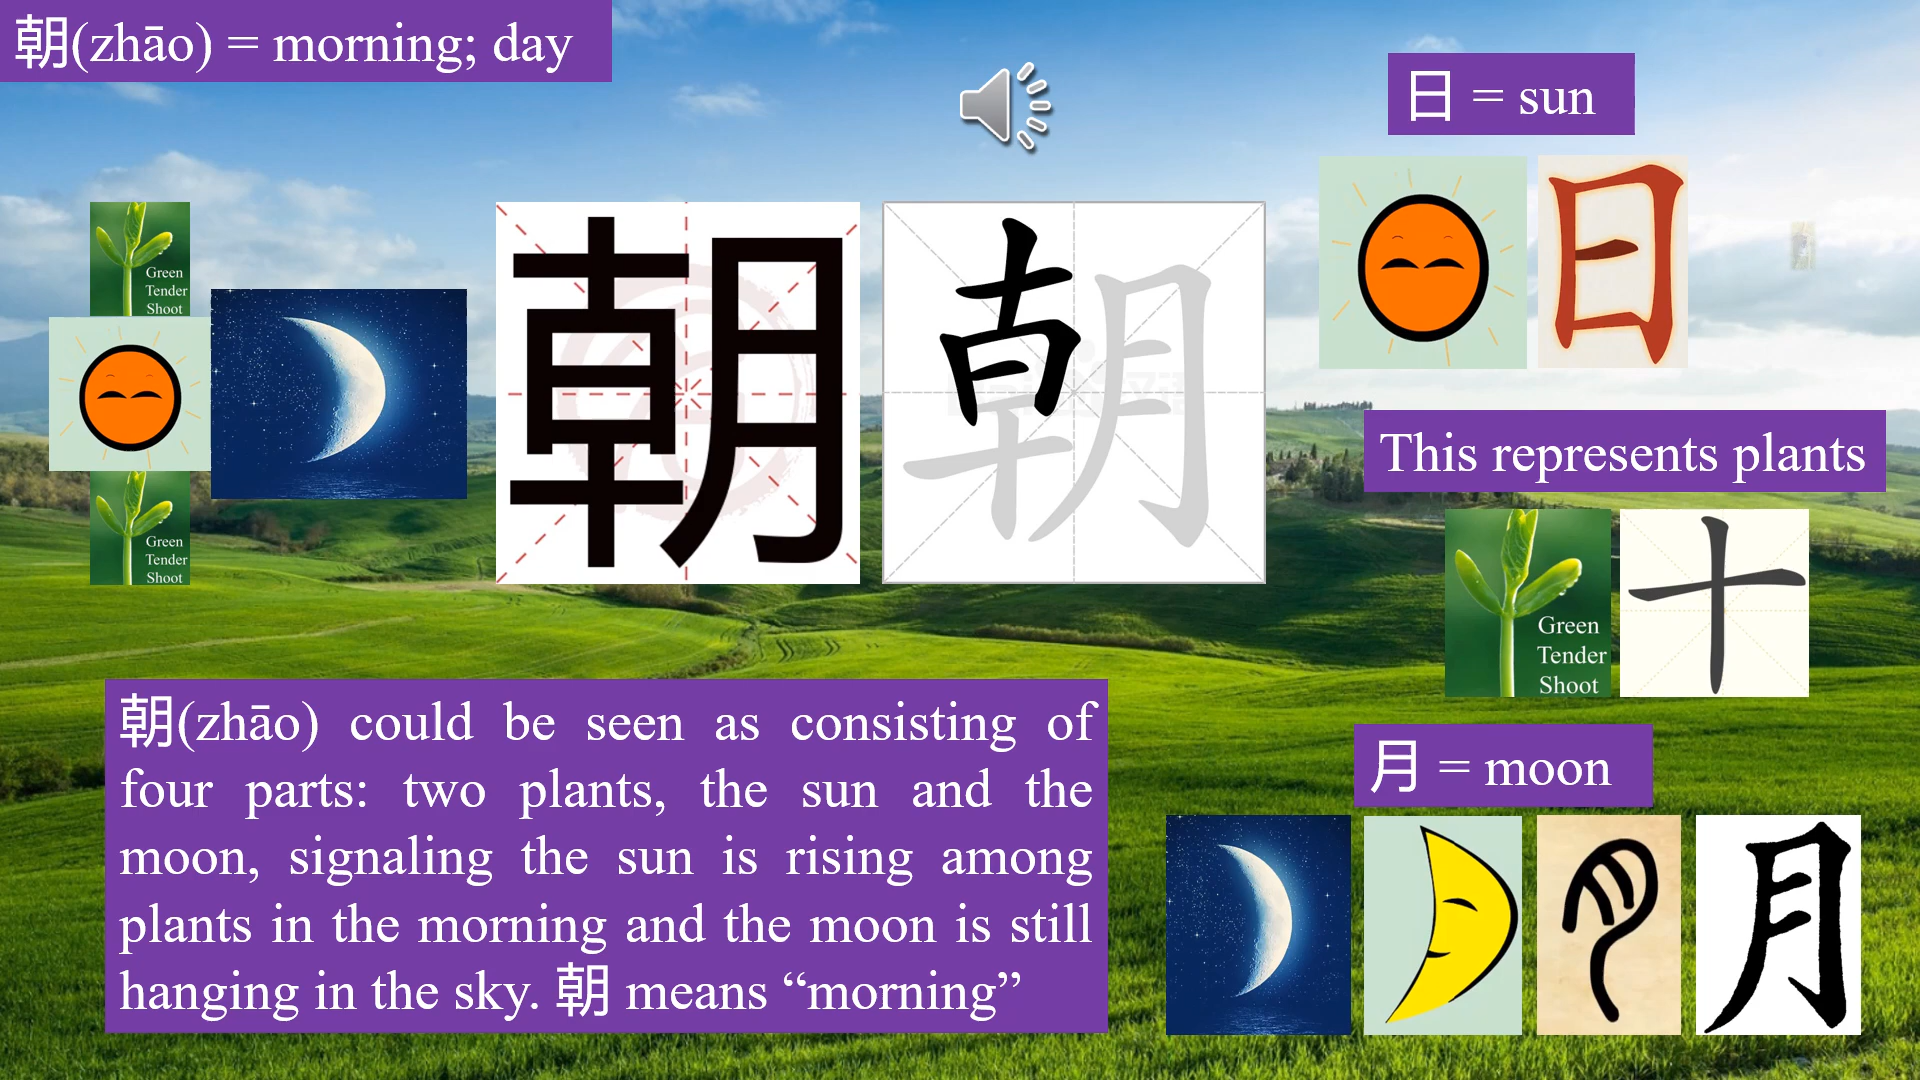 朝(zhāo) = morning; day
日 = sun
Green
Tender
Shoot
朝
朝
日
This represents plants
Green
Tender
Shoot
Green
Tender
Shoot
十
朝(zhāo) could be seen as consisting of
four parts: two plants, the sun and the
moon, signaling the sun is rising among
plants in the morning and the moon is still
hanging in the sky. 朝 means “morning”
月 = moon
月